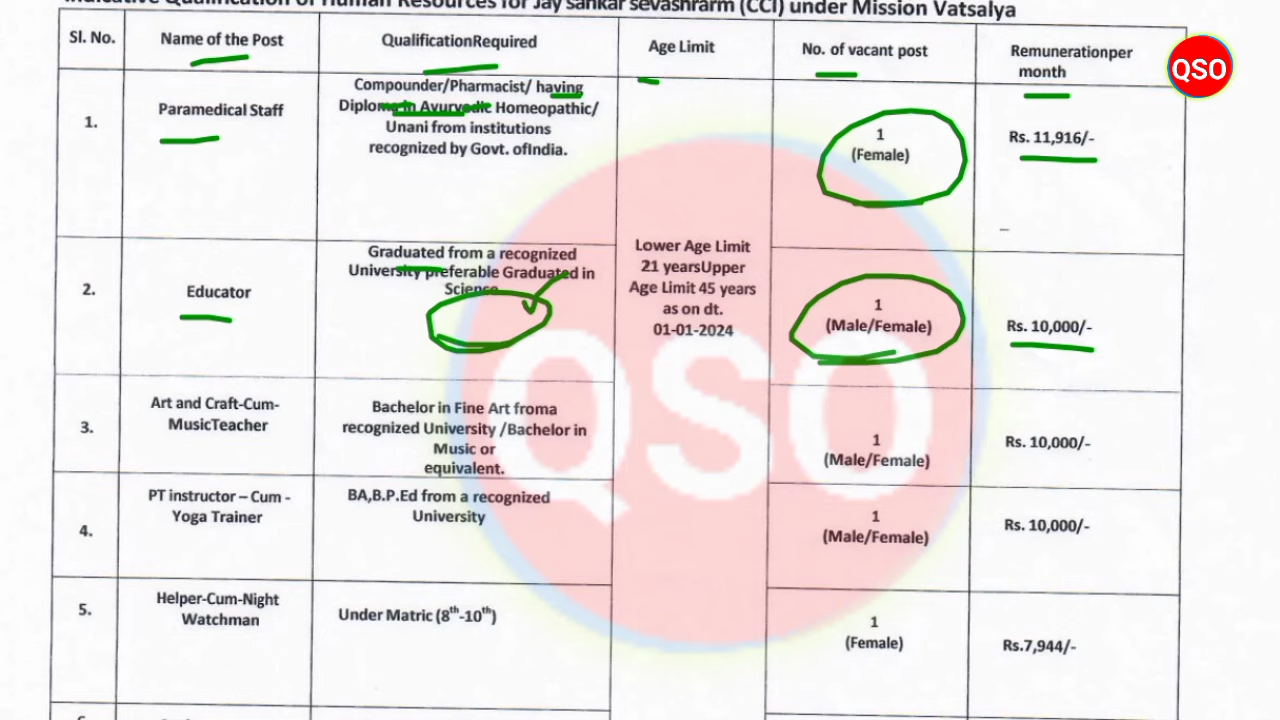 Indicative Qualification of Human Resources for Jay sankar sevashrarm (CCI) under Mission Vatsalya
Sl. No.
Name of the Post
QualificationRequired
Age Limit
No. of vacant post
Remunerationper
month
QSO
1.
Paramedical Staff
Compounder/Pharmacist/ having
Diploma in Ayurvedic Homeopathic/
Unani from institutions
recognized by Govt. ofIndia.
1
(Female)
Rs. 11,916/-
2.
Educator
Graduated from a recognized
University preferable Graduated in
Science
Lower Age Limit
21 yearsUpper
Age Limit 45 years
as on dt.
01-01-2024
1
(Male/Female)
Rs. 10,000/-
3.
Art and Craft-Cum-
MusicTeacher
Bachelor in Fine Art froma
recognized University /Bachelor in
Music or
equivalent.
1
(Male/Female)
Rs. 10,000/-
4.
PT instructor – Cum -
Yoga Trainer
BA,B.P.Ed from a recognized
University
1
(Male/Female)
Rs. 10,000/-
5.
Helper-Cum-Night
Watchman
Under Matric (8th-10th)
1
(Female)
Rs.7,944/-
QSO